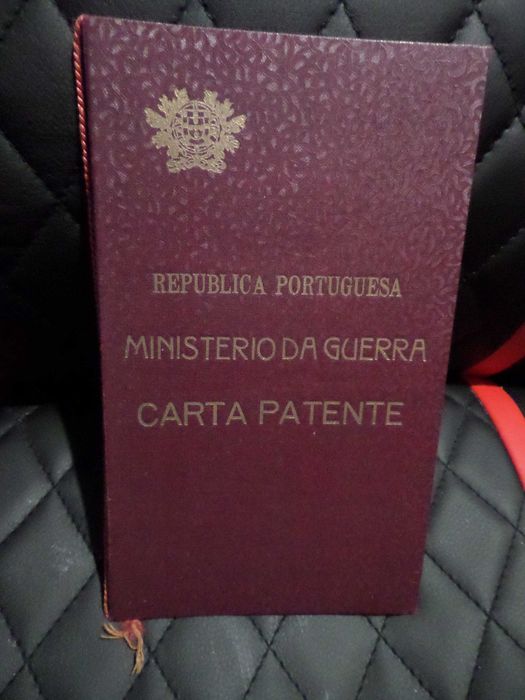 REPUBLICA PORTUGUESA
MINISTERIO DA GUERRA
CARTA PATENTE